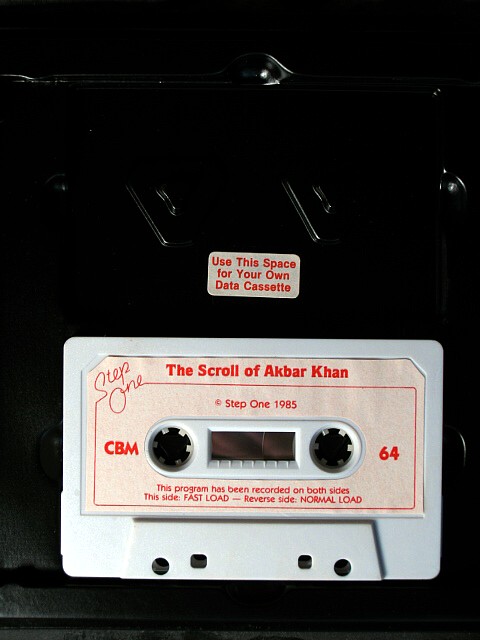 Use This Space
for Your Own
Data Cassette
Step
One
The Scroll of Akbar Khan
© Step One 1985
CBM
64
This program has been recorded on both sides
This side: FAST LOAD — Reverse side: NORMAL LOAD